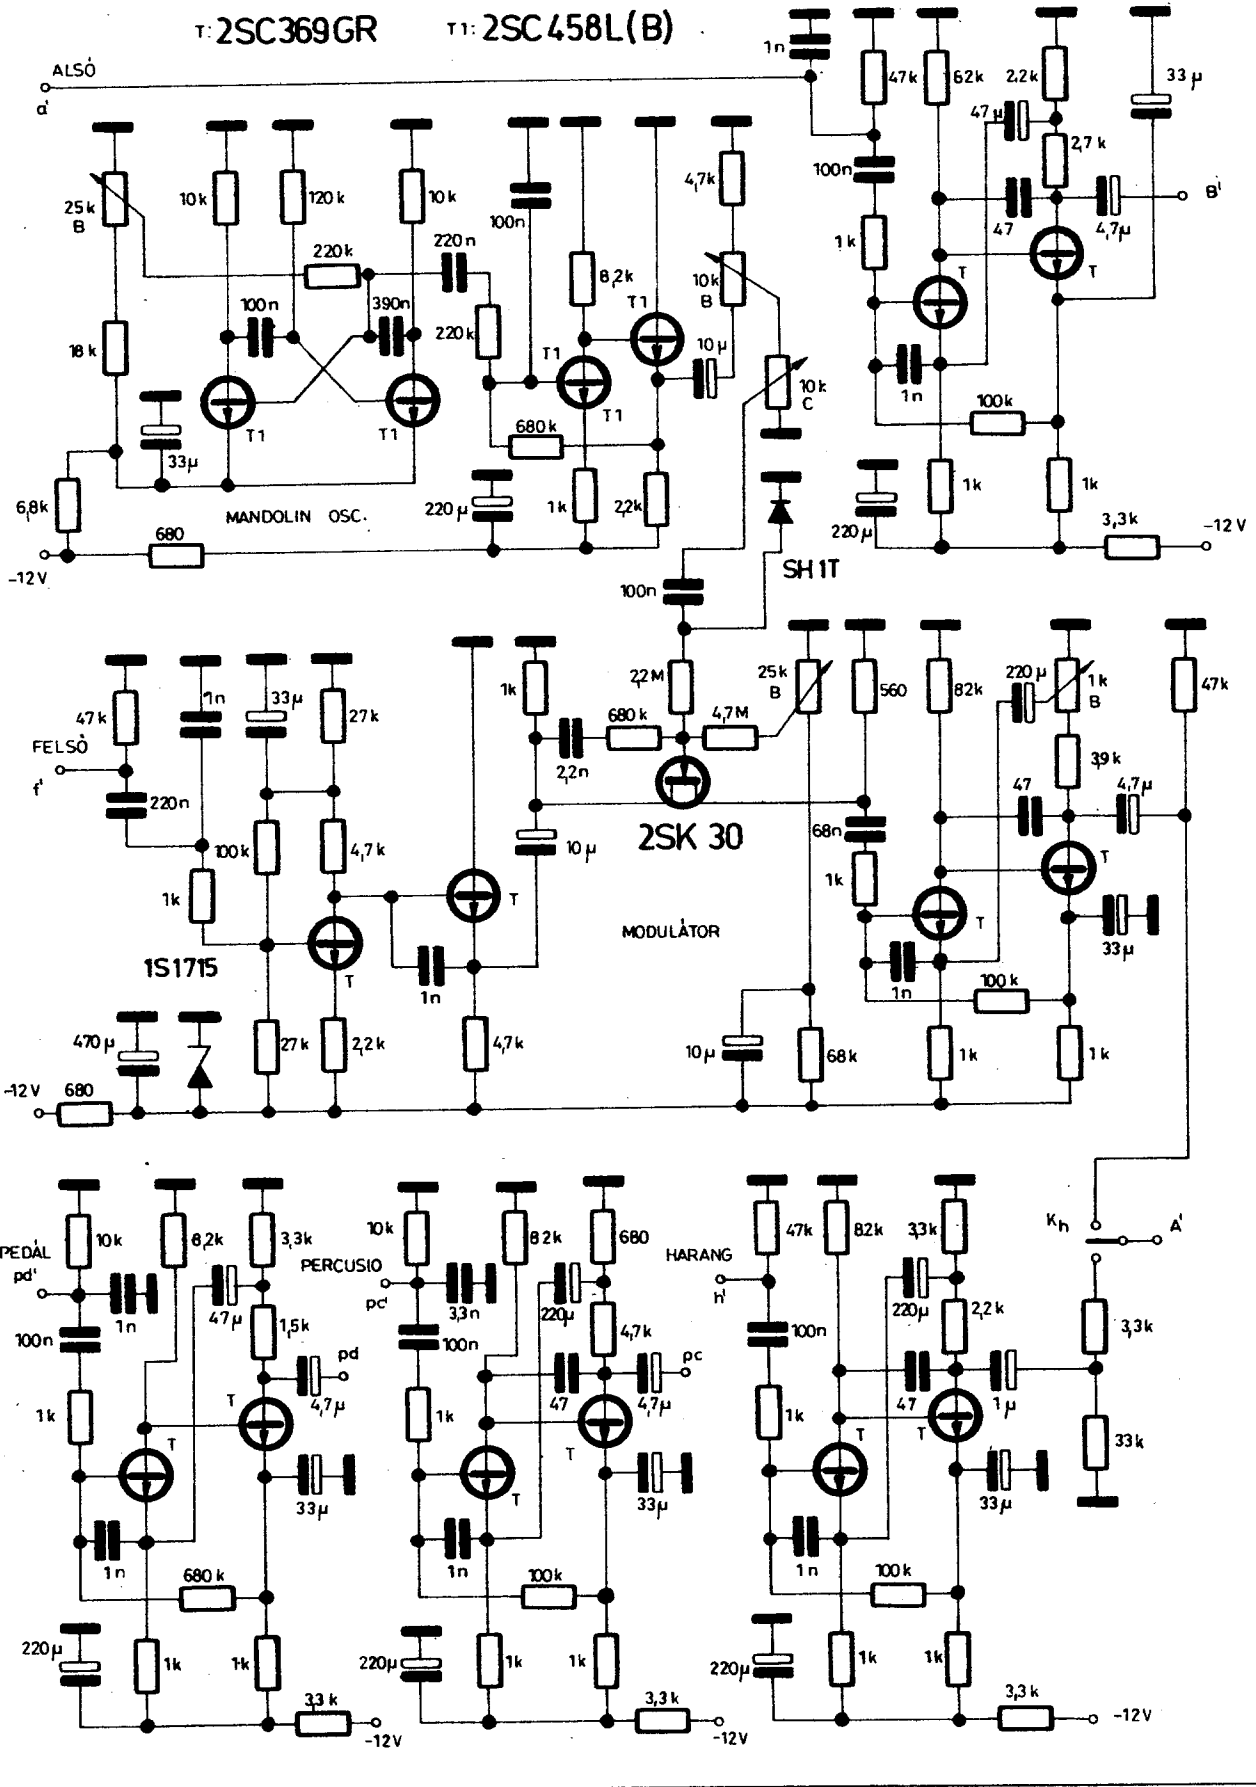 T: 2SC369GR T1: 2SC458L(B)
ALSÓ
a'
1n
47k
62k
2,2k
33µ
47µ
2,7k
100n
B'
47
4,7µ
1k
T
T
1n
100k
1k
1k
220µ
3,3k
-12V
25k
B
10k
120k
10k
220k
220n
100n
8,2k
4,7k
10k
B
100n
390n
220k
T1
10µ
18k
T1
T1
T1
T1
10k
C
33µ
680k
6,8k
MANDOLIN OSC.
220µ
1k
2,2k
680
-12V
SH1T
100n
47k
1n
33µ
27k
FELSŐ
f'
220n
100k
4,7k
1k
T
T
1n
1S1715
470µ
27k
2,2k
4,7k
-12V
680
1k
2,2M
680k
4,7M
2,2n
10µ
2SK 30
MODULÁTOR
25k
B
560
82k
220µ
1k
B
47k
3,9k
47
4,7µ
68n
1k
T
T
33µ
1n
100k
10µ
68k
1k
1k
10k
8,2k
3,3k
PEDÁL
pd'
1n
47µ
100n
1,5k
pd
4,7µ
1k
T
T
33µ
1n
680k
220µ
1k
1k
3,3k
-12V
10k
82k
680
PERCUSIO
pc'
3,3n
220µ
100n
4,7k
pc
47
4,7µ
1k
T
T
33µ
1n
100k
220µ
1k
1k
3,3k
-12V
47k
82k
3,3k
HARANG
h'
220µ
100n
2,2k
47
1µ
1k
T
T
33µ
1n
100k
220µ
1k
1k
3,3k
-12V
Kh
A'
3,3k
33k